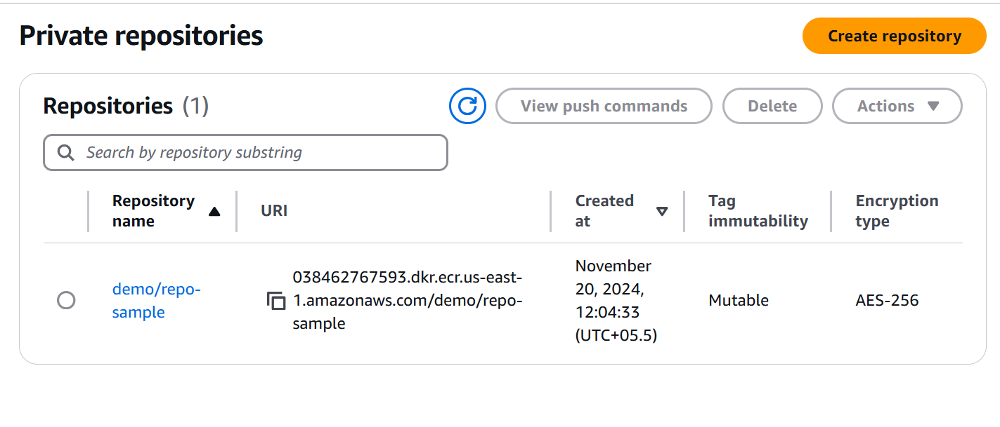 Private repositories
Create repository
Repositories (1)
View push commands
Delete
Actions
Search by repository substring
Repository
name
URI
Created
at
Tag
immutability
Encryption
type
demo/repo-
sample
038462767593.dkr.ecr.us-east-
1.amazonaws.com/demo/repo-
sample
November
20, 2024,
12:04:33
(UTC+05.5)
Mutable
AES-256